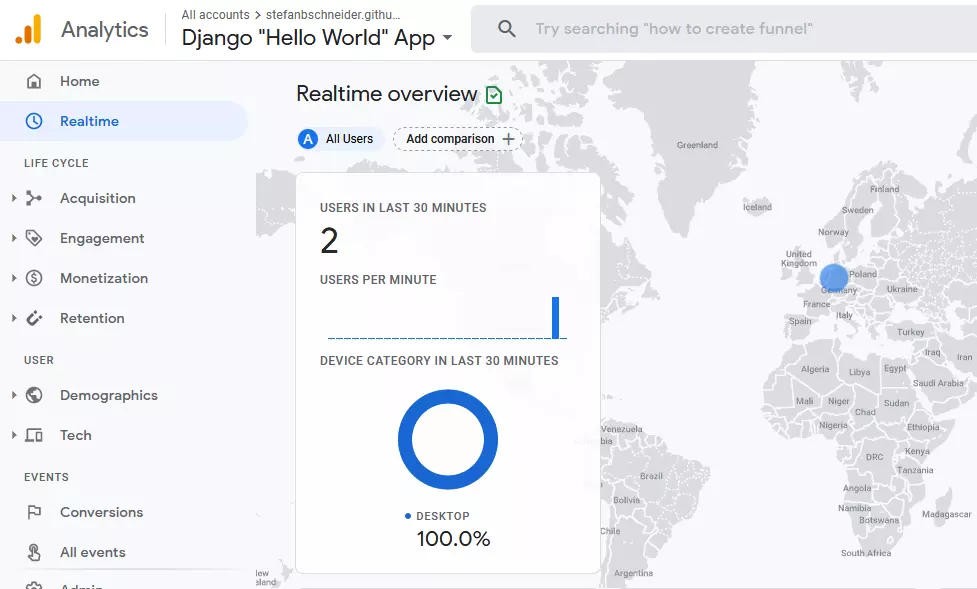 Analytics
All accounts > stefanbschneider.githu...
Django "Hello World" App
Try searching "how to create funnel"
Home
Realtime
LIFE CYCLE
Acquisition
Engagement
Monetization
Retention
USER
Demographics
Tech
EVENTS
Conversions
All events
Admin
Realtime overview
A All Users
Add comparison +
USERS IN LAST 30 MINUTES
2
USERS PER MINUTE
DEVICE CATEGORY IN LAST 30 MINUTES
DESKTOP
100.0%
Greenland
Iceland
Finland
Sweden
Norway
United
Kingdom
Poland
Germany
Ukraine
France
Italy
Spain
Turkey
Iraq
Iran
Algeria
Libya
Egypt
Saudi Arabia
Mali
Niger
Chad
Sudan
Nigeria
Ethiopia
DRC
Kenya
Tanzania
Angola
Namibia
Botswana
Madagascar
South Africa
Venezuela
bia
Brazil
Bolivia
Chile
Argentina
ew
aland